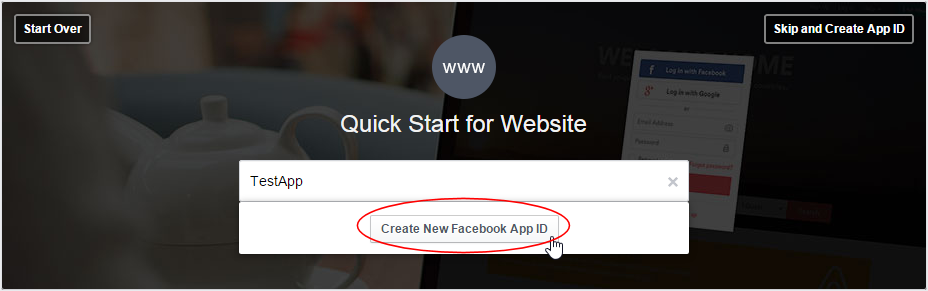 Start Over
Skip and Create App ID
www
Quick Start for Website
TestApp
Create New Facebook App ID
Log in with Facebook
Log in with Google
Email Address
Password